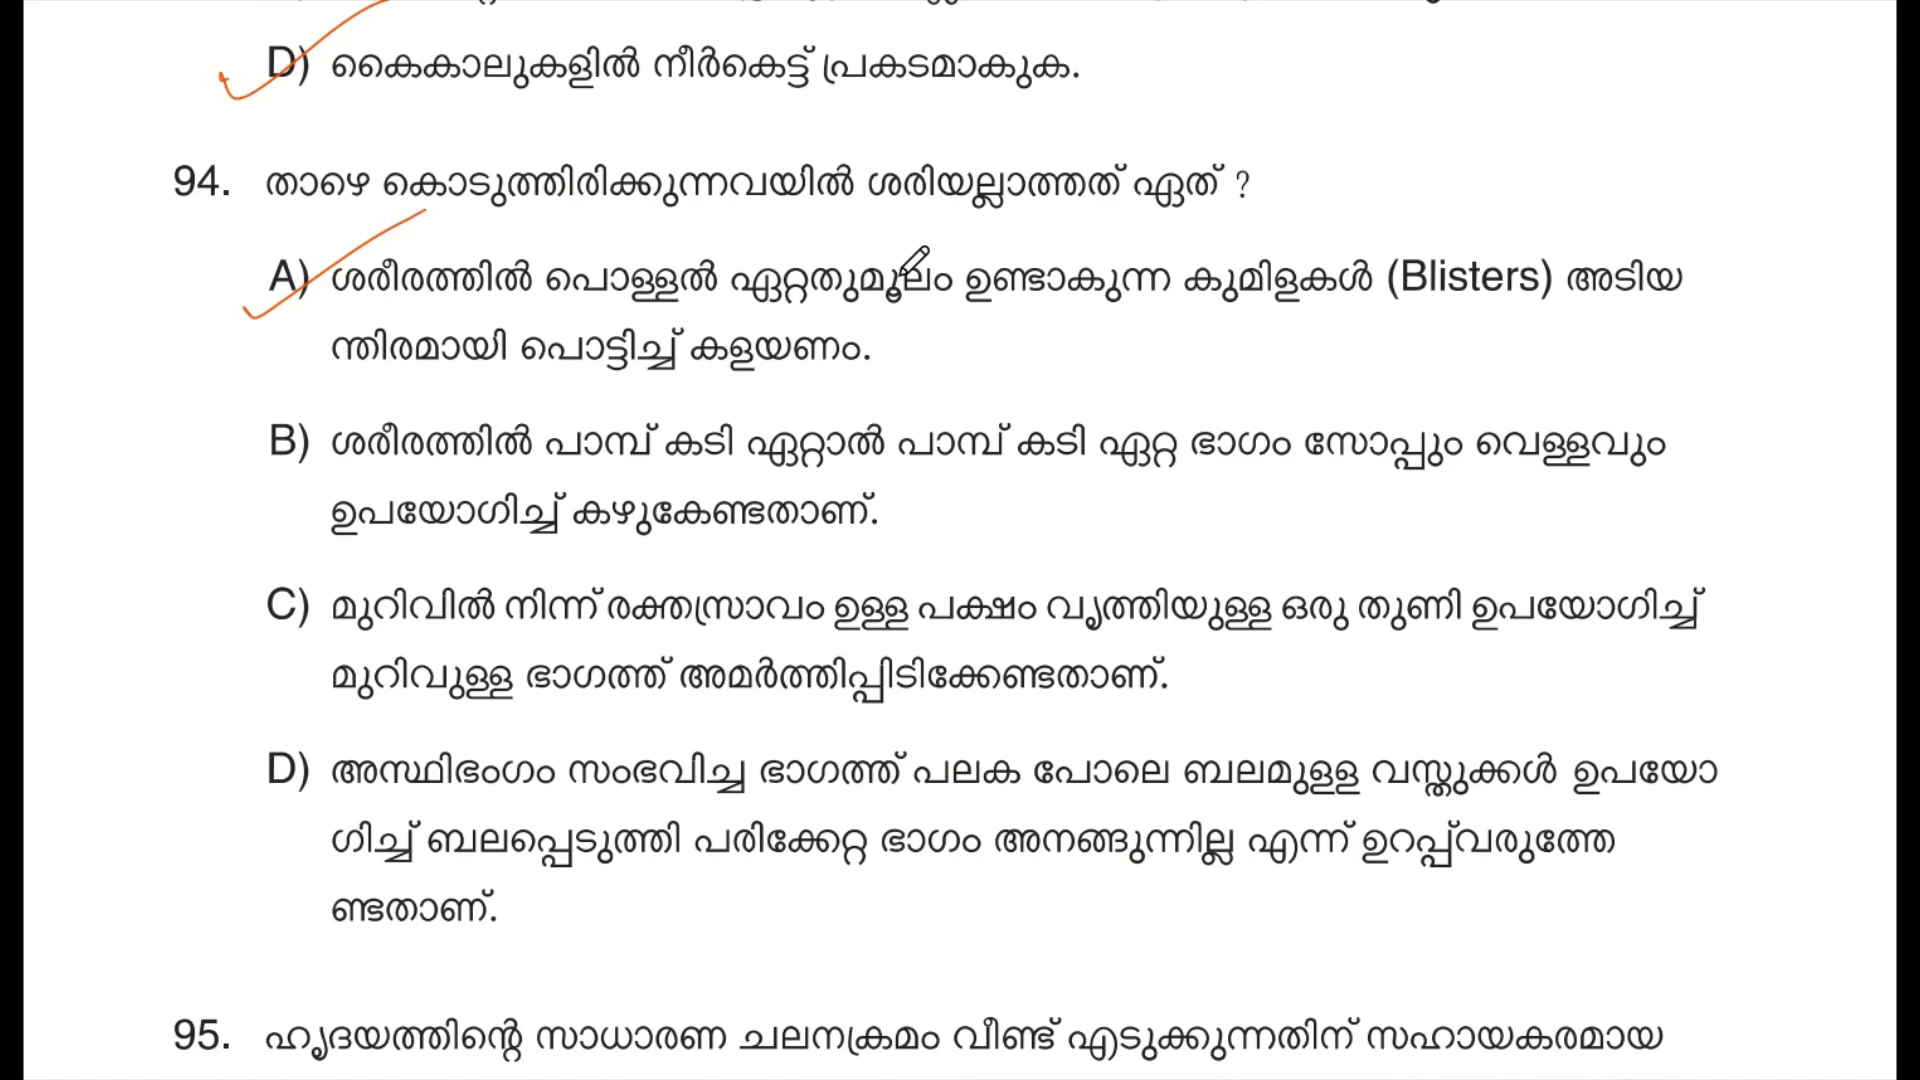 D) കൈകാലുകളിൽ നീർകെട്ട് പ്രകടമാകുക.
94. താഴെ കൊടുത്തിരിക്കുന്നവയിൽ ശരിയല്ലാത്തത് ഏത് ?
A) ശരീരത്തിൽ പൊള്ളൽ ഏറ്റതുമൂലം ഉണ്ടാകുന്ന കുമിളകൾ (Blisters) അടിയ
ന്തിരമായി പൊട്ടിച്ച് കളയണം.
B) ശരീരത്തിൽ പാമ്പ് കടി ഏറ്റാൽ പാമ്പ് കടി ഏറ്റ ഭാഗം സോപ്പും വെള്ളവും
ഉപയോഗിച്ച് കഴുകേണ്ടതാണ്.
C) മുറിവിൽ നിന്ന് രക്തസ്രാവം ഉള്ള പക്ഷം വൃത്തിയുള്ള ഒരു തുണി ഉപയോഗിച്ച്
മുറിവുള്ള ഭാഗത്ത് അമർത്തിപ്പിടിക്കേണ്ടതാണ്.
D) അസ്ഥിഭംഗം സംഭവിച്ച ഭാഗത്ത് പലക പോലെ ബലമുളള വസ്തുക്കൾ ഉപയോ
ഗിച്ച് ബലപ്പെടുത്തി പരിക്കേറ്റ ഭാഗം അനങ്ങുന്നില്ല എന്ന് ഉറപ്പ്‌വരുത്തേ
ണ്ടതാണ്.
95. ഹൃദയത്തിന്റെ സാധാരണ ചലനക്രമം വീണ്ട് എടുക്കുന്നതിന് സഹായകരമായ